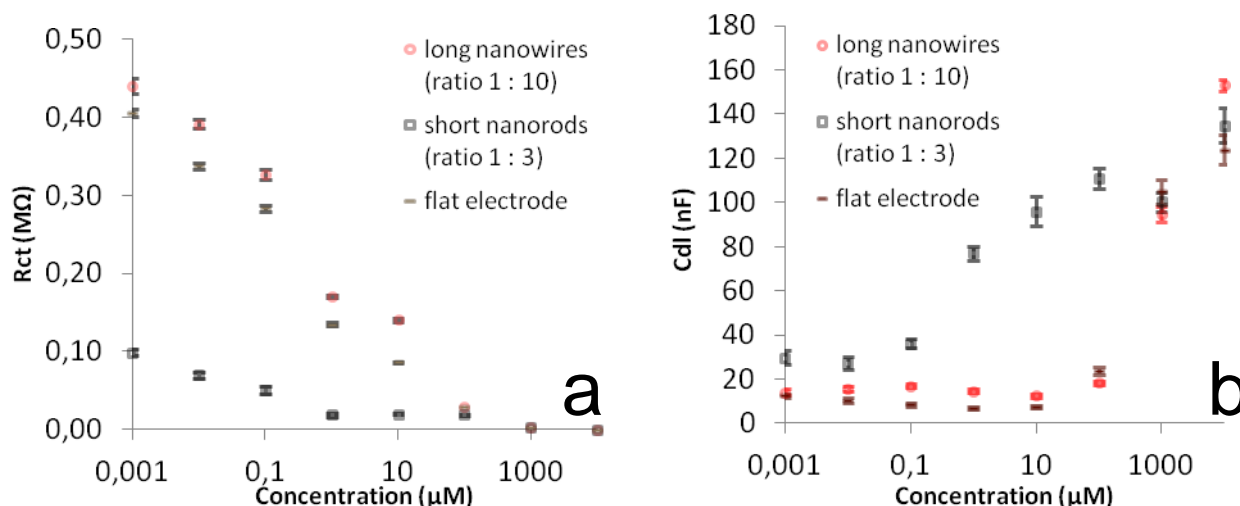 0,50
0,40
0,30
0,20
0,10
0,00
Rct (MΩ)
long nanowires
(ratio 1 : 10)
short nanorods
(ratio 1 : 3)
flat electrode
a
0,001
0,1
10
1000
Concentration (µM)
180
160
140
120
100
80
60
40
20
0
Cdl (nF)
long nanowires
(ratio 1 : 10)
short nanorods
(ratio 1 : 3)
flat electrode
b
0,001
0,1
10
1000
Concentration (µM)